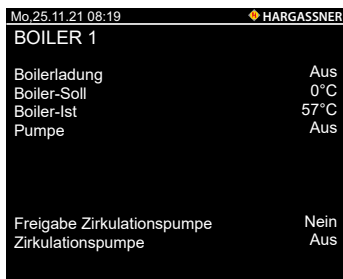 Mo,25.11.21 08:19 HARGASSNER
BOILER 1
Boilerladung Aus
Boiler-Soll 0°C
Boiler-Ist 57°C
Pumpe Aus
Freigabe Zirkulationspumpe Nein
Zirkulationspumpe Aus